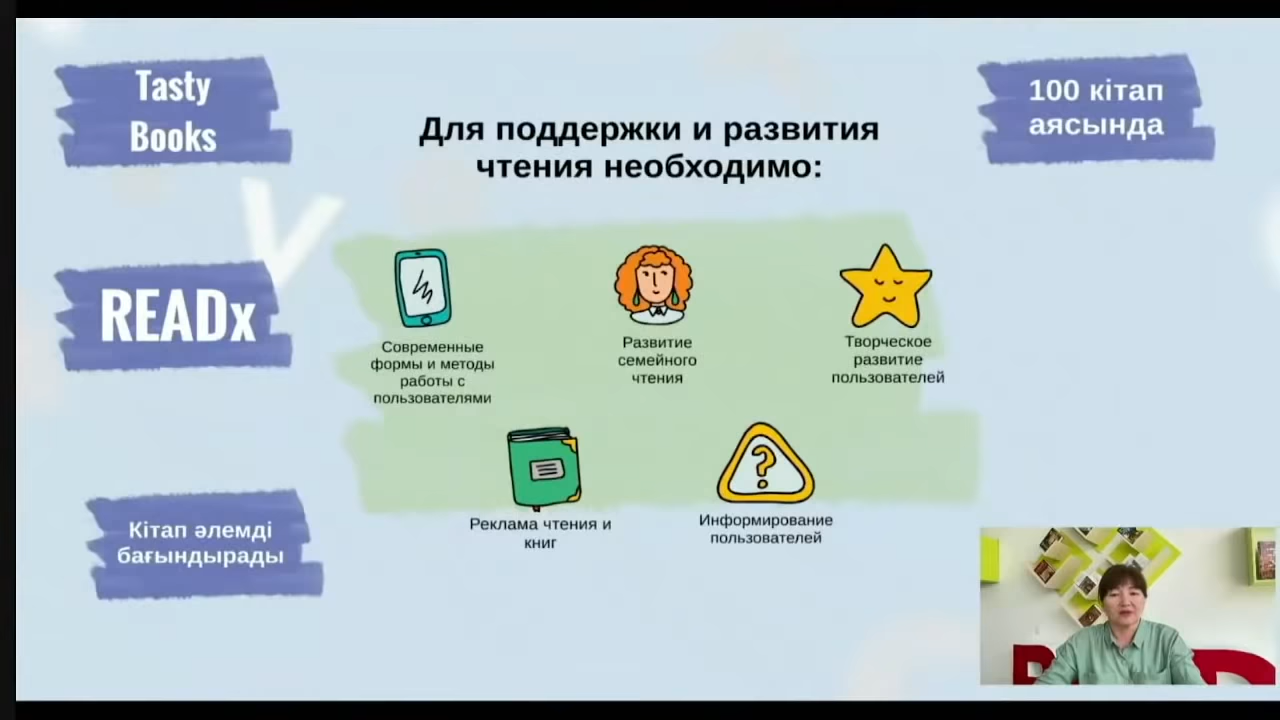 Tasty
Books
100 кітап
аясында
Для поддержки и развития
чтения необходимо:
READx
Современные
формы и методы
работы с
пользователями
Развитие
семейного
чтения
Творческое
развитие
пользователей
Реклама чтения и
книг
Информирование
пользователей
Кітап әлемді
бағындырады